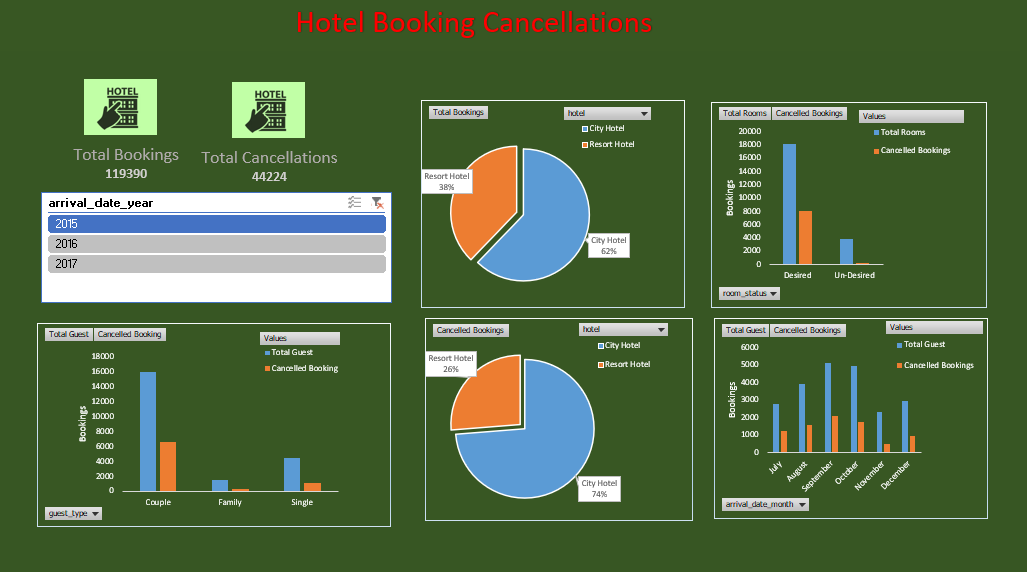 Hotel Booking Cancellations
HOTEL
HOTEL
Total Bookings
119390
Total Cancellations
44224
arrival_date_year
2015
2016
2017
Total Bookings
hotel
City Hotel
Resort Hotel
Resort Hotel
38%
City Hotel
62%
Total Rooms Cancelled Bookings
Values
Total Rooms
Cancelled Bookings
Bookings
20000
18000
16000
14000
12000
10000
8000
6000
4000
2000
0
Desired Un-Desired
room_status
Total Guest Cancelled Booking
Values
Total Guest
Cancelled Booking
Bookings
18000
16000
14000
12000
10000
8000
6000
4000
2000
0
Couple Family Single
guest_type
Cancelled Bookings
hotel
City Hotel
Resort Hotel
Resort Hotel
26%
City Hotel
74%
Total Guest Cancelled Bookings
Values
Total Guest
Cancelled Bookings
Bookings
6000
5000
4000
3000
2000
1000
0
July August September October November December
arrival_date_month